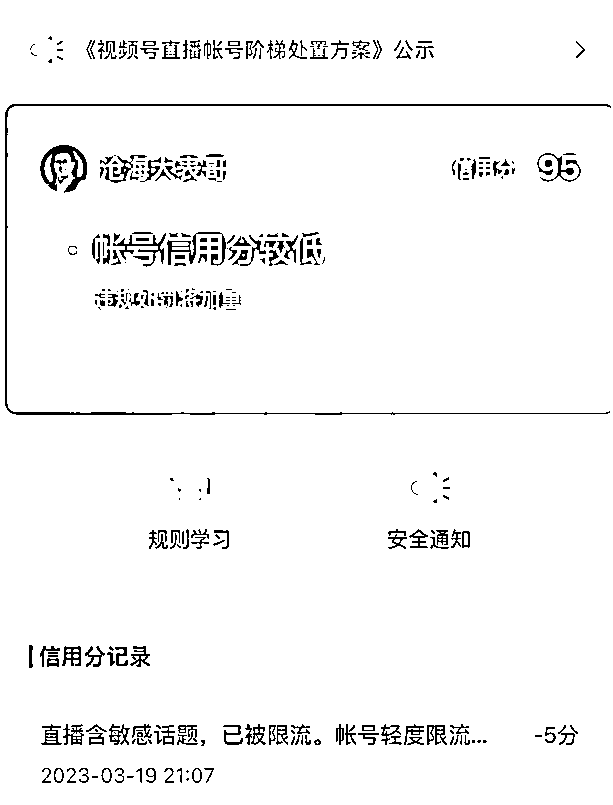 《视频号直播帐号阶梯处置方案》公示
沧海大表哥 信用分 95
帐号信用分较低
违规处罚将加重
规则学习 安全通知
信用分记录
直播含敏感话题，已被限流。帐号轻度限流... -5分
2023-03-19 21:07